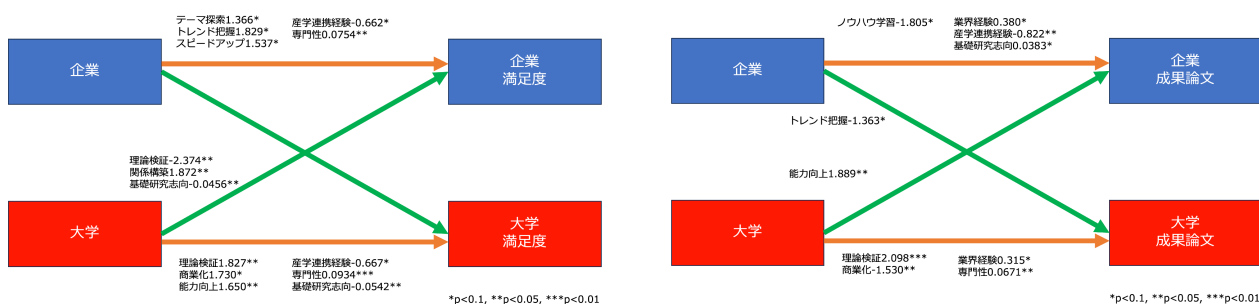 テーマ探索1.366*
トレンド把握1.829*
スピードアップ1.537*
産学連携経験-0.662*
専門性0.0754**
企業
企業
満足度
理論検証-2.374**
関係構築1.872**
基礎研究志向-0.0456**
大学
大学
満足度
理論検証1.827**
商業化1.730*
能力向上1.650**
産学連携経験-0.667*
専門性0.0934***
基礎研究志向-0.0542**
*p<0.1, **p<0.05, ***p<0.01
ノウハウ学習-1.805*
業界経験0.380*
産学連携経験-0.822**
基礎研究志向0.0383*
企業
企業
成果論文
トレンド把握-1.363*
能力向上1.889**
大学
大学
成果論文
理論検証2.098***
商業化-1.530**
業界経験0.315*
専門性0.0671**
*p<0.1, **p<0.05, ***p<0.01